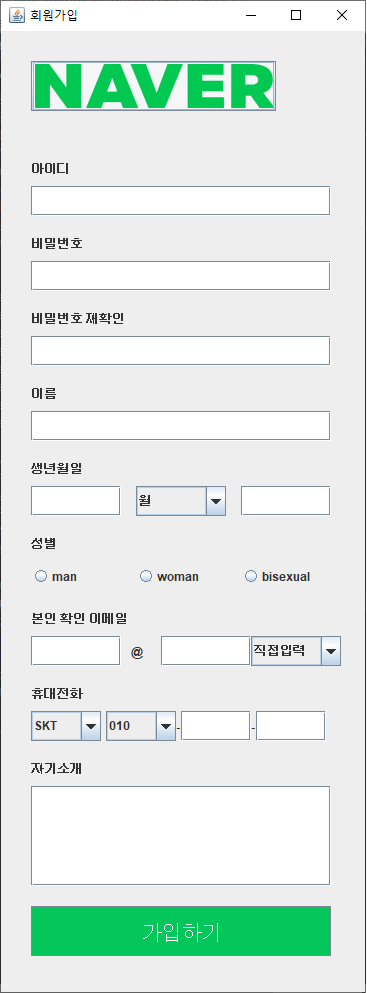 회원가입
NAVER
아이디
비밀번호
비밀번호 재확인
이름
생년월일
월
성별
man woman bisexual
본인 확인 이메일
@ 직접입력
휴대전화
SKT 010 - -
자기소개
가입하기